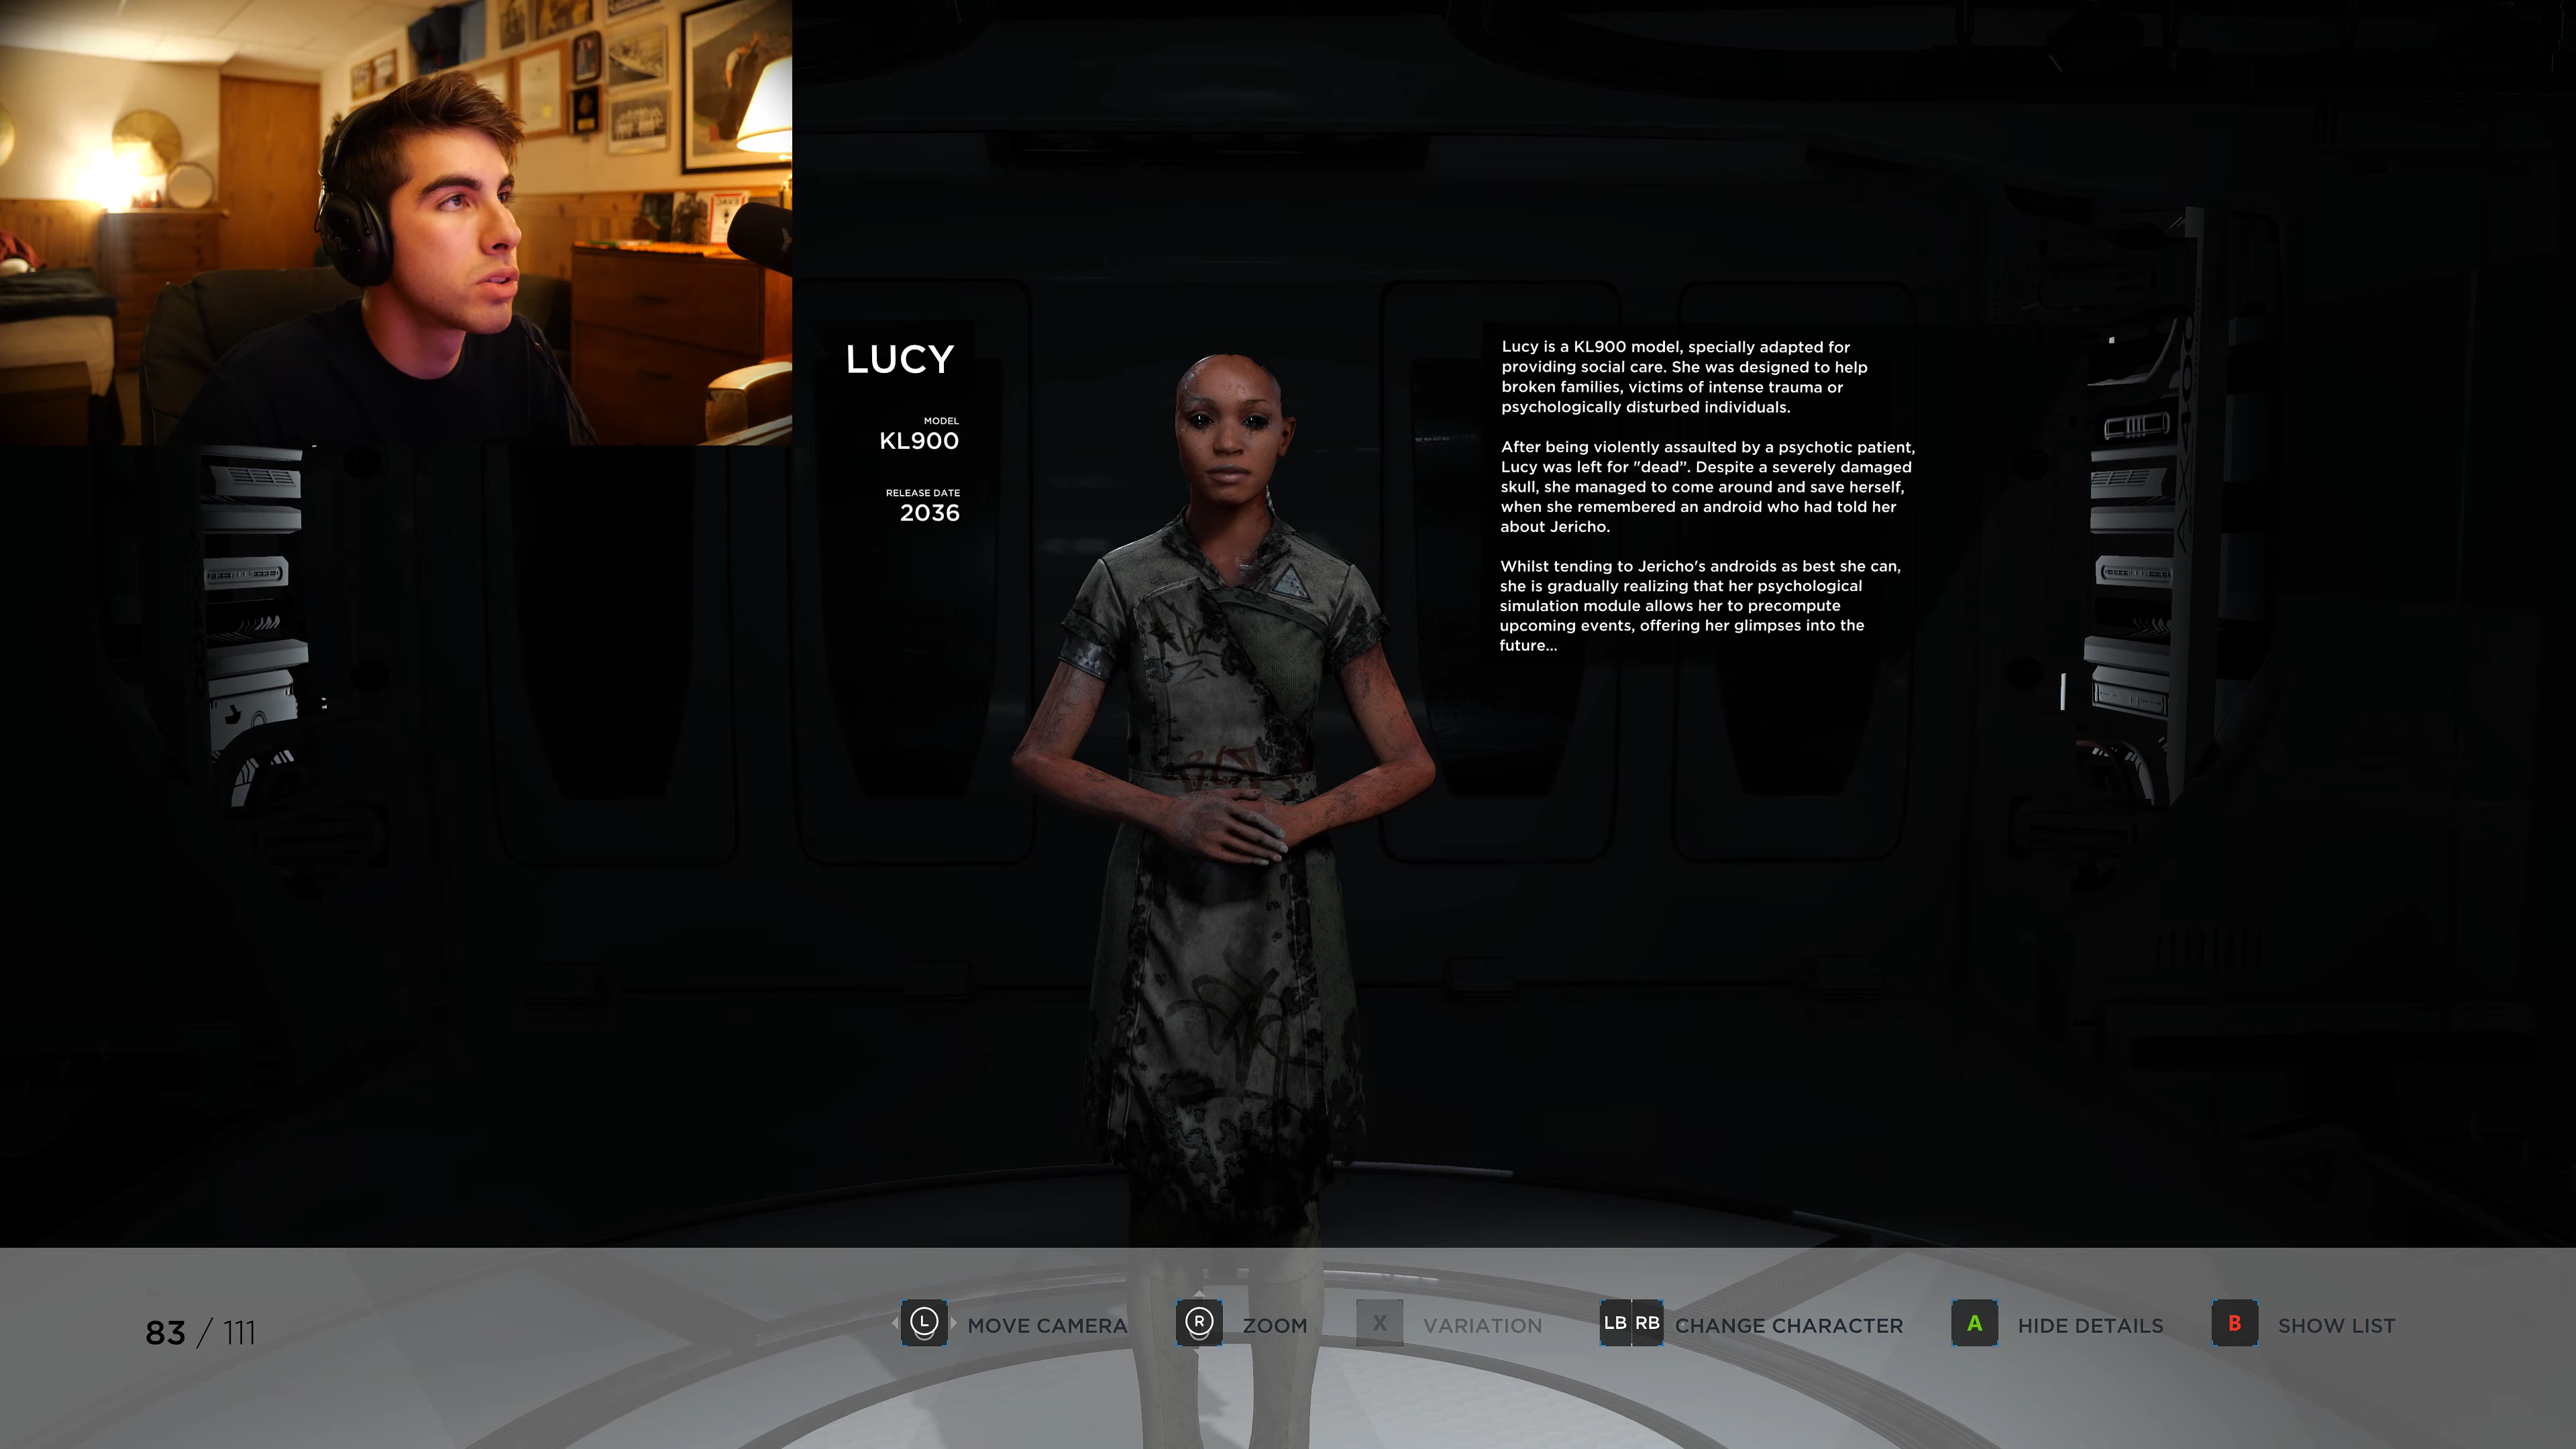 LUCY
MODEL
KL900
RELEASE DATE
2036
Lucy is a KL900 model, specially adapted for
providing social care. She was designed to help
broken families, victims of intense trauma or
psychologically disturbed individuals.
After being violently assaulted by a psychotic patient,
Lucy was left for "dead”. Despite a severely damaged
skull, she managed to come around and save herself,
when she remembered an android who had told her
about Jericho.
Whilst tending to Jericho's androids as best she can,
she is gradually realizing that her psychological
simulation module allows her to precompute
upcoming events, offering her glimpses into the
future...
83 / 111
L MOVE CAMERA R ZOOM X VARIATION LB RB CHANGE CHARACTER A HIDE DETAILS B SHOW LIST